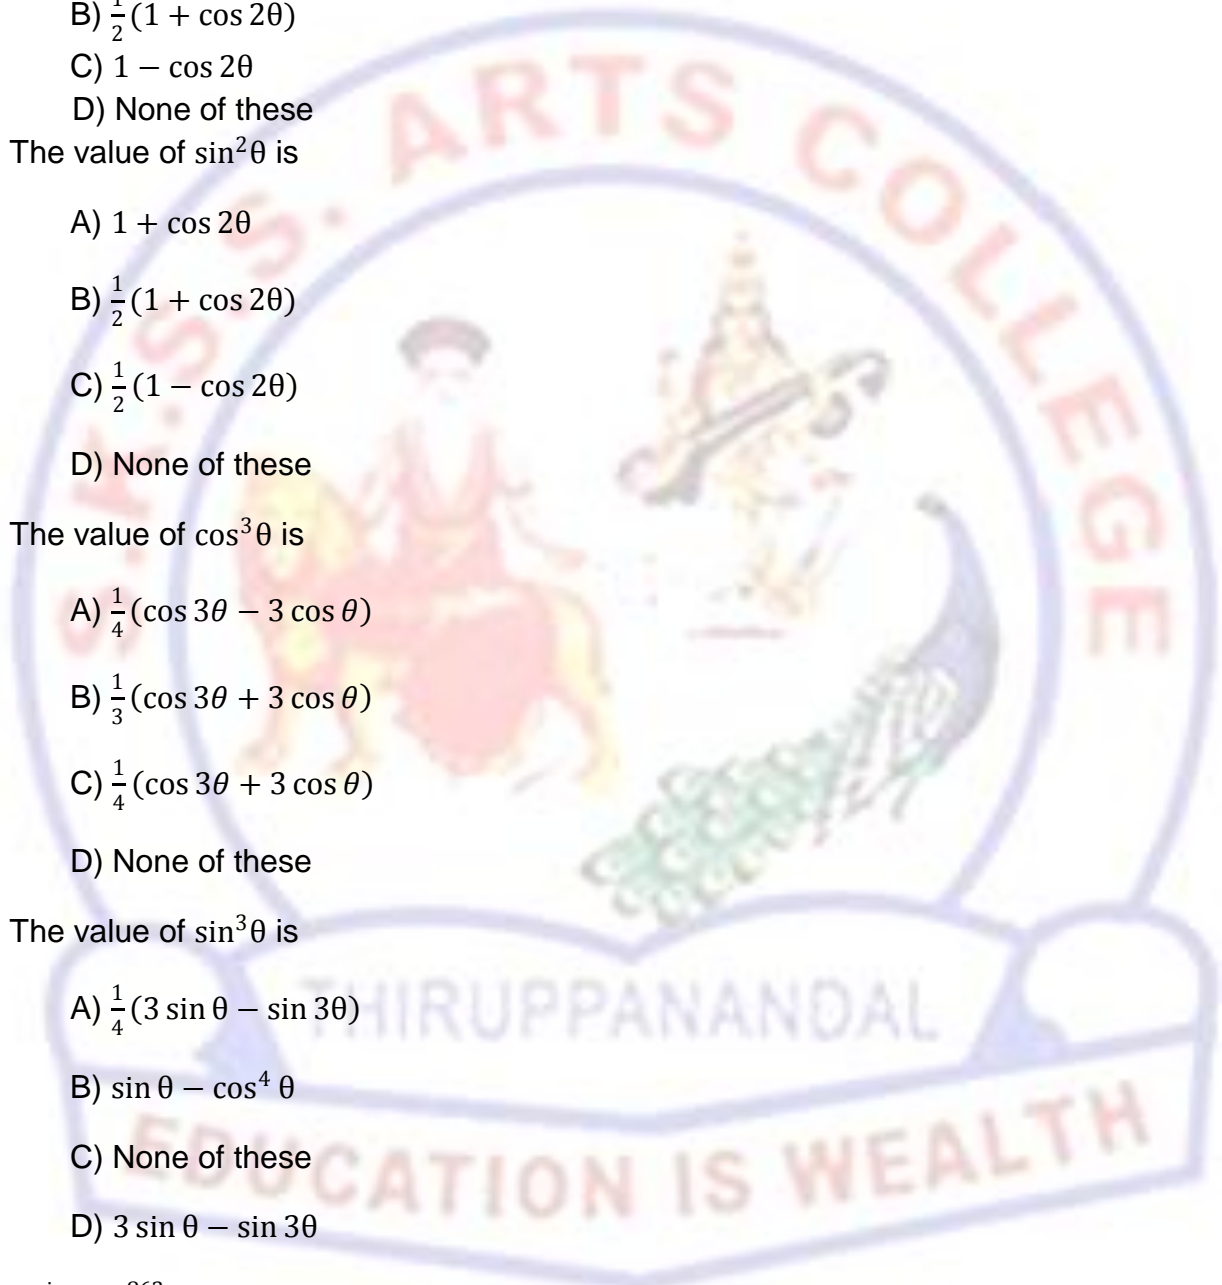 B) 1/2(1 + cos 2θ)
C) 1 − cos 2θ
D) None of these
The value of sin²θ is
A) 1 + cos 2θ
B) 1/2(1 + cos 2θ)
C) 1/2(1 − cos 2θ)
D) None of these
The value of cos³θ is
A) 1/4(cos 3θ − 3 cos θ)
B) 1/3(cos 3θ + 3 cos θ)
C) 1/4(cos 3θ + 3 cos θ)
D) None of these
The value of sin³θ is
A) 1/4(3 sin θ − sin 3θ)
B) sin θ − cos⁴ θ
C) None of these
D) 3 sin θ − sin 3θ
S.K.S.S. ARTS COLLEGE
THIRUPPANANDAL
EDUCATION IS WEALTH